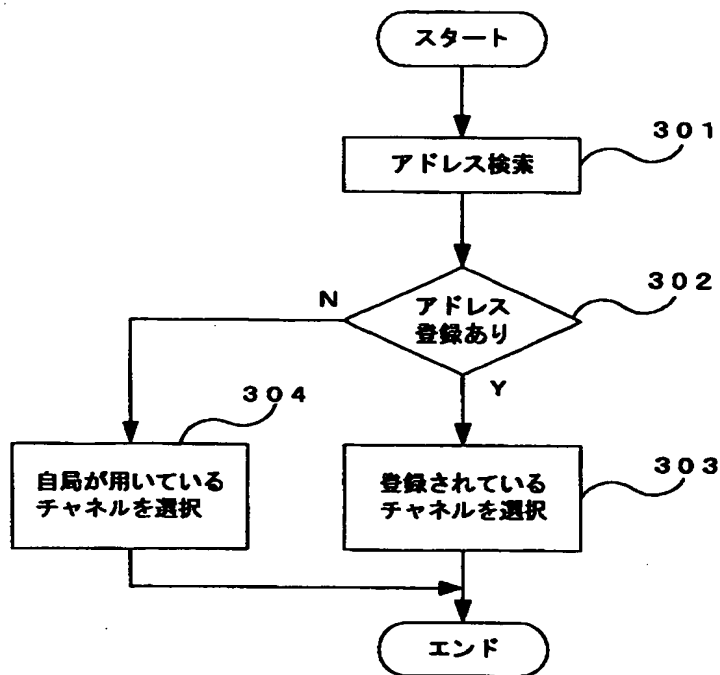 スタート
301
アドレス検索
302
N
アドレス
登録あり
Y
304
303
自局が用いている
チャネルを選択
登録されている
チャネルを選択
エンド